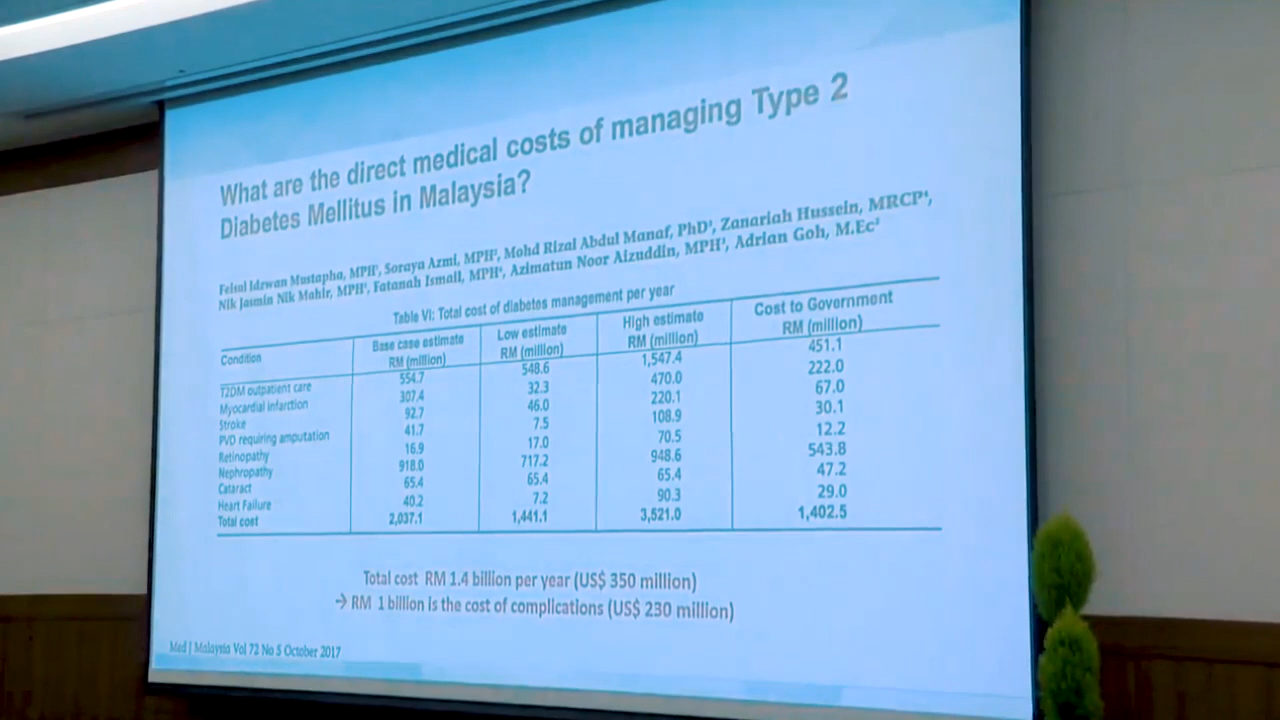 What are the direct medical costs of managing Type 2
Diabetes Mellitus in Malaysia?
Feisul Idzwan Mustapha, MPH¹, Soraya Azmi, MPH², Mohd Rizal Abdul Manaf, PhD³, Zanariah Hussein, MRCP⁴,
Nik Jasmin Nik Mahir, MPH¹, Fatanah Ismail, MPH, Azimatun Noor Aizuddin, MPH³, Adrian Goh, M.Ec²
Table VI: Total cost of diabetes management per year
Condition Base case estimate RM (million) Low estimate RM (million) High estimate RM (million) Cost to Government RM (million)
T2DM outpatient care 554.7 548.6 1,547.4 451.1
Myocardial infarction 307.4 32.3 470.0 222.0
Stroke 92.7 46.0 220.1 67.0
PVD requiring amputation 41.7 7.5 108.9 30.1
Retinopathy 16.9 17.0 70.5 12.2
Nephropathy 918.0 717.2 948.6 543.8
Cataract 65.4 65.4 65.4 47.2
Heart Failure 40.2 7.2 90.3 29.0
Total cost 2,037.1 1,441.1 3,521.0 1,402.5
Total cost RM 1.4 billion per year (US$ 350 million)
→ RM 1 billion is the cost of complications (US$ 230 million)
Med J Malaysia Vol 72 No 5 October 2017